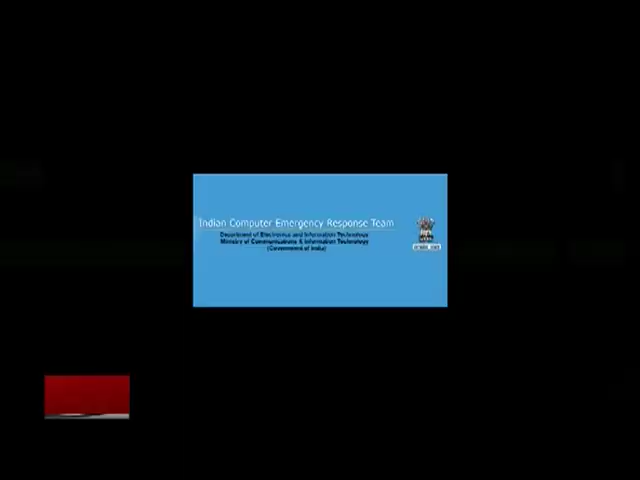 Indian Computer Emergency Response Team
Department of Electronics and Information Technology
Ministry of Communications & Information Technology
(Government of India)